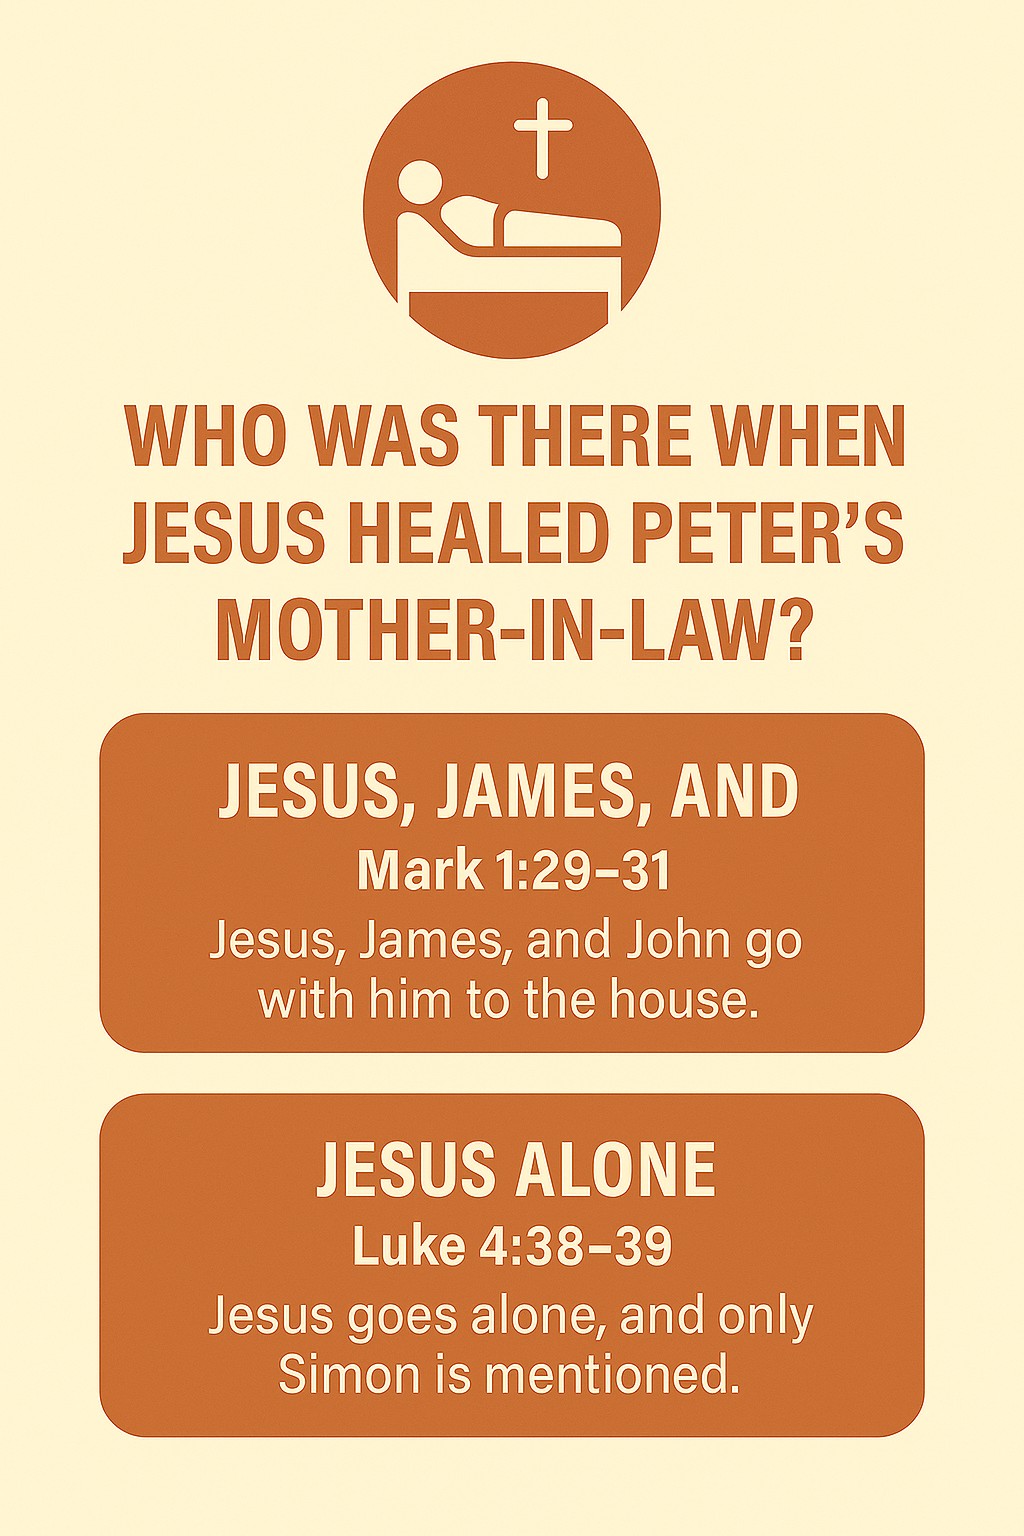 WHO WAS THERE WHEN
JESUS HEALED PETER’S
MOTHER-IN-LAW?
JESUS, JAMES, AND
Mark 1:29–31
Jesus, James, and John go
with him to the house.
JESUS ALONE
Luke 4:38–39
Jesus goes alone, and only
Simon is mentioned.